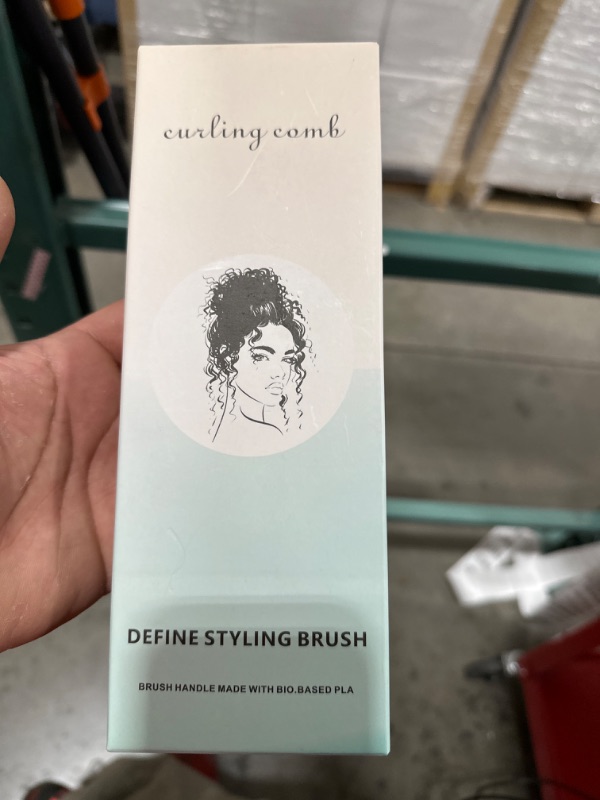 curling comb
DEFINE STYLING BRUSH
BRUSH HANDLE MADE WITH BIO.BASED PLA